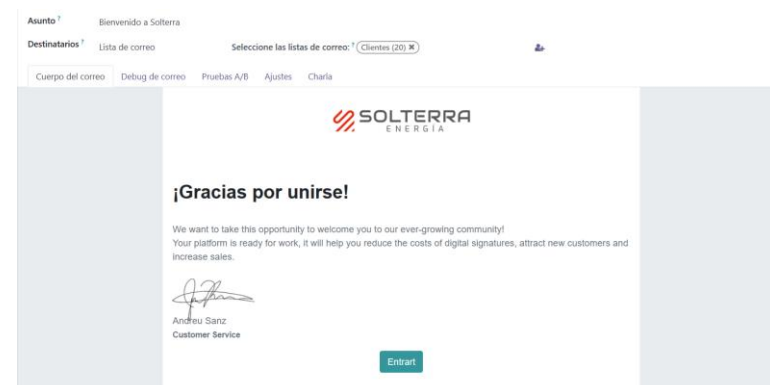 Asunto ?
Bienvenido a Solterra
Destinatarios ?
Lista de correo
Seleccione las listas de correo: ?
Clientes (20) ✖
Cuerpo del correo
Debug de correo
Pruebas A/B
Ajustes
Charla
SOLTERRA
ENERGÍA
¡Gracias por unirse!
We want to take this opportunity to welcome you to our ever-growing community!
Your platform is ready for work, it will help you reduce the costs of digital signatures, attract new customers and
increase sales.
Andreu Sanz
Customer Service
Entrart